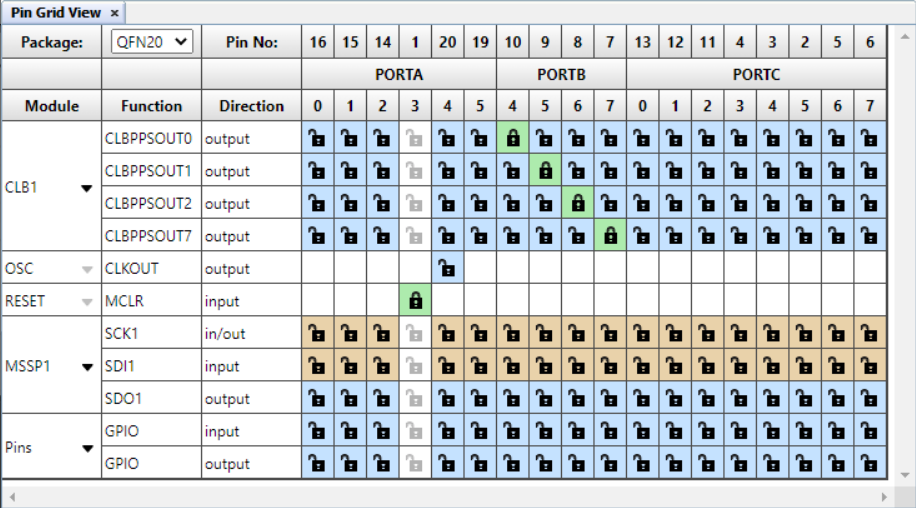 Pin Grid View ×
Package: QFN20 Pin No: 16 15 14 1 20 19 10 9 8 7 13 12 11 4 3 2 5 6
PORTA PORTB PORTC
Module Function Direction 0 1 2 3 4 5 4 5 6 7 0 1 2 3 4 5 6 7
CLB1
CLBPPSOUT0 output
CLBPPSOUT1 output
CLBPPSOUT2 output
CLBPPSOUT7 output
OSC CLKOUT output
RESET MCLR input
MSSP1
SCK1 in/out
SDI1 input
SDO1 output
Pins
GPIO input
GPIO output